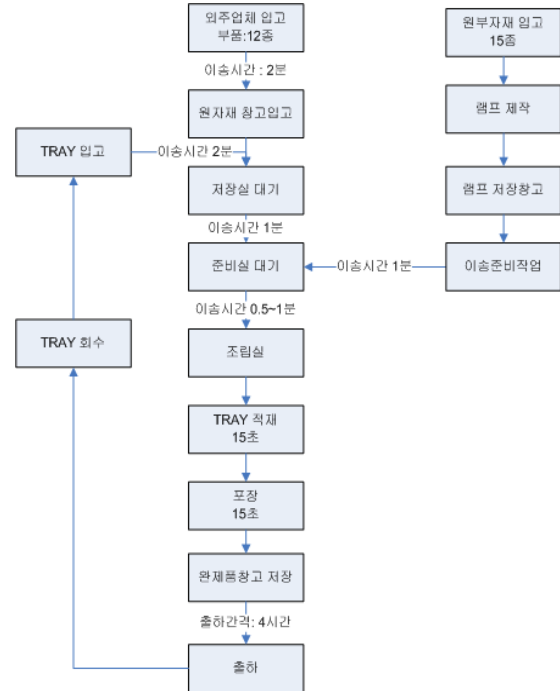 외주업체 입고
부품:12종
원부자재 입고
15종
이송시간 : 2분
원자재 창고입고
램프 제작
TRAY 입고
이송시간 2분
저장실 대기
램프 저장창고
이송시간 1분
준비실 대기
이송시간 1분
이송준비작업
이송시간 0.5~1분
TRAY 회수
조립실
TRAY 적재
15초
포장
15초
완제품창고 저장
출하간격: 4시간
출하